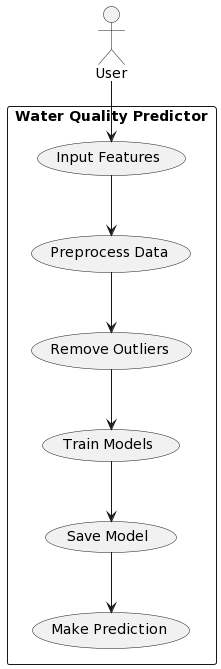 User
Water Quality Predictor
Input Features
Preprocess Data
Remove Outliers
Train Models
Save Model
Make Prediction